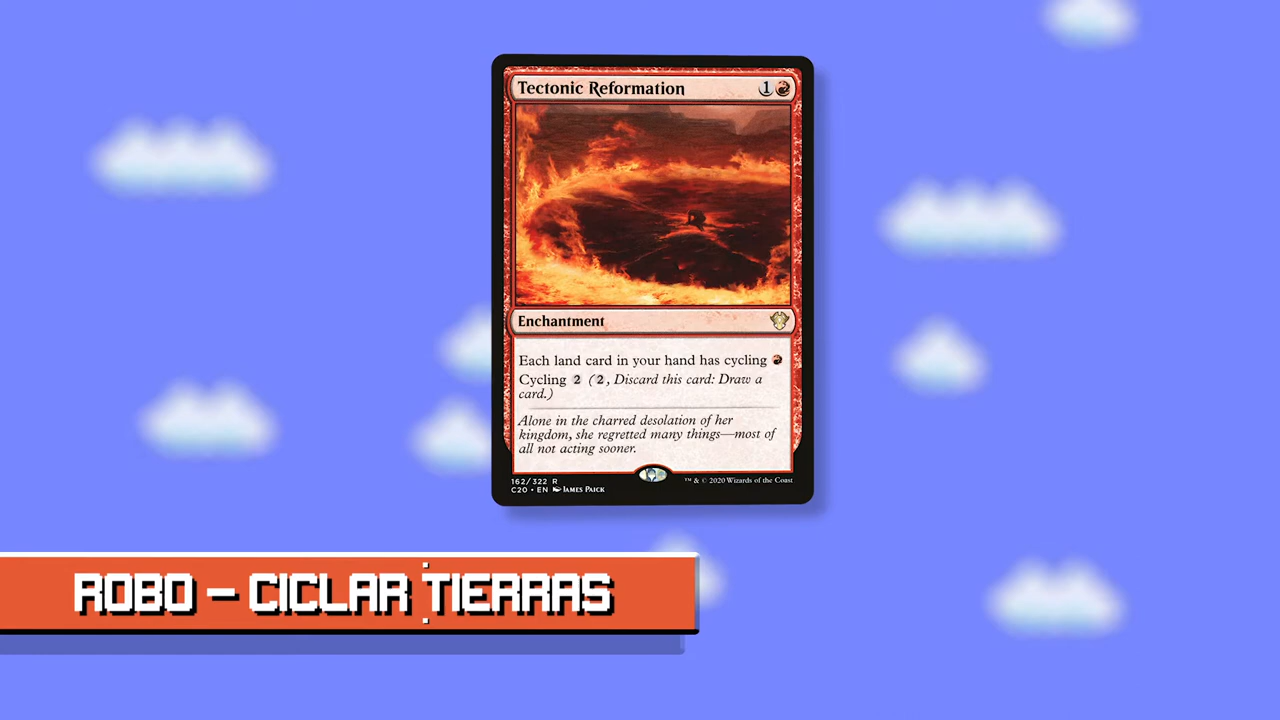 Tectonic Reformation 1
Enchantment
Each land card in your hand has cycling
Cycling 2 (2, Discard this card: Draw a
card.)
Alone in the charred desolation of her
kingdom, she regretted many things—most of
all not acting sooner.
162/322 R
C20 • EN JAMES PAICK
™ & © 2020 Wizards of the Coast
ROBO – CICLAR TIERRAS